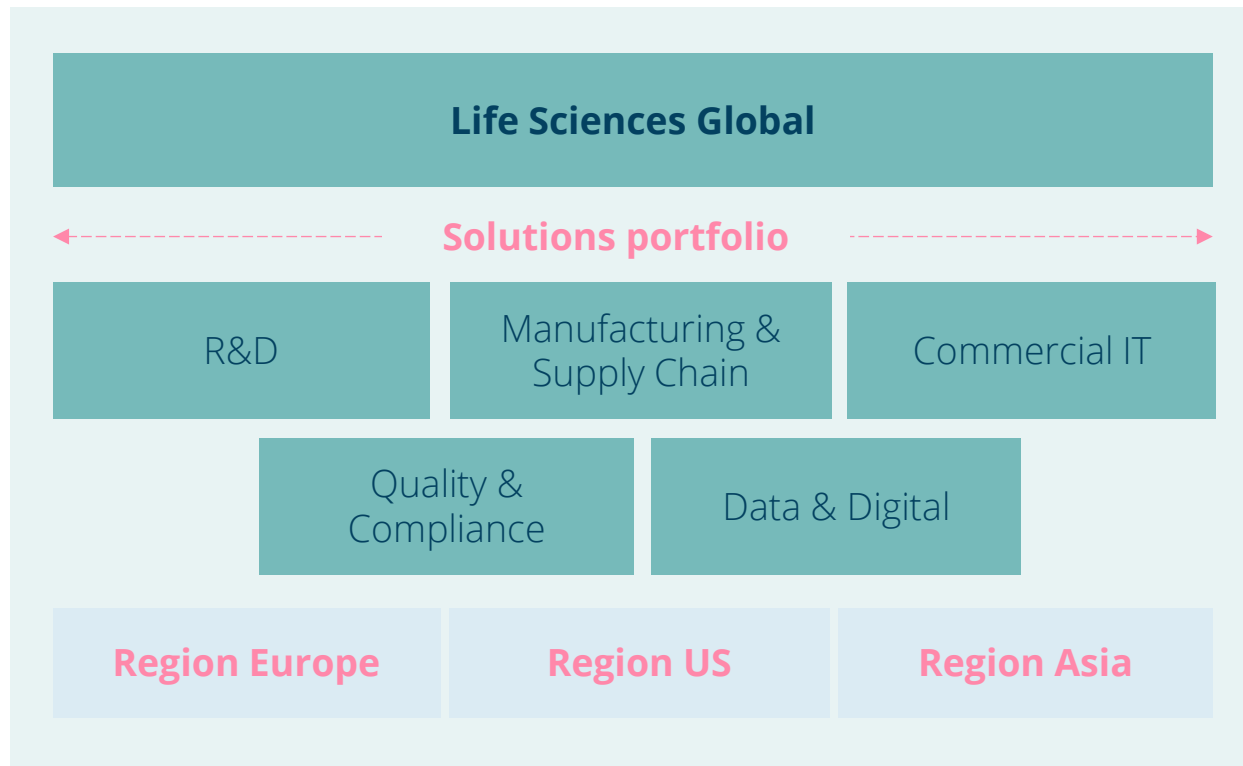 Life Sciences Global
Solutions portfolio
R&D
Manufacturing &
Supply Chain
Commercial IT
Quality &
Compliance
Data & Digital
Region Europe
Region US
Region Asia